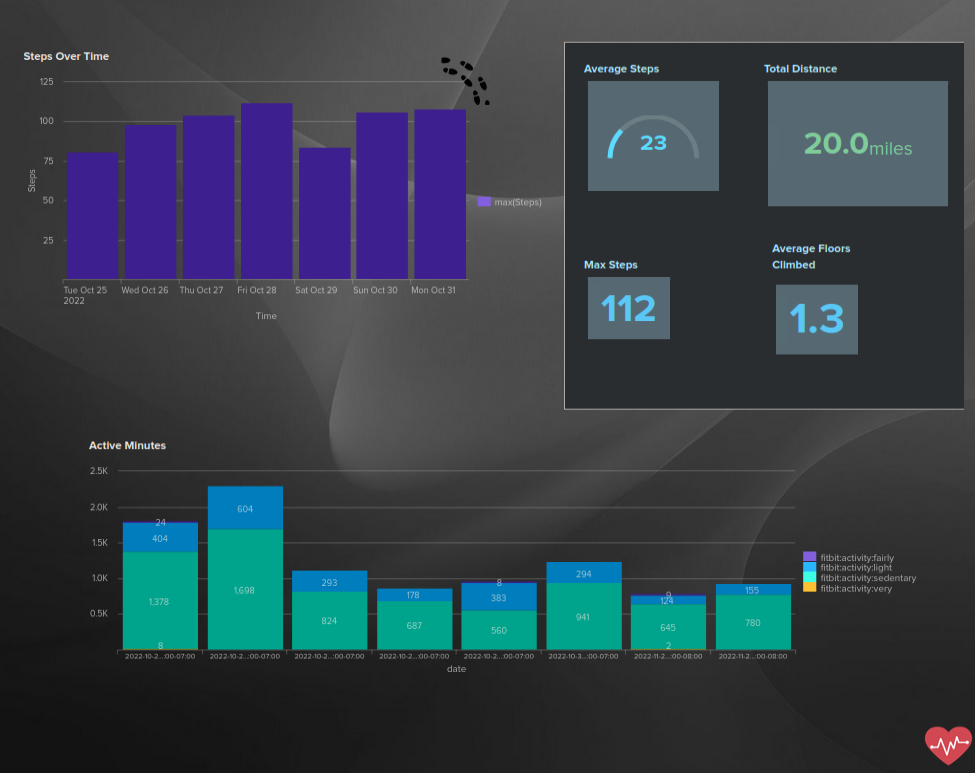 Steps Over Time
125
100
75
50
25
Steps
Tue Oct 25
2022
Wed Oct 26
Thu Oct 27
Fri Oct 28
Sat Oct 29
Sun Oct 30
Mon Oct 31
Time
max(Steps)
Average Steps
23
Total Distance
20.0miles
Max Steps
112
Average Floors
Climbed
1.3
Active Minutes
2.5K
2.0K
1.5K
1.0K
0.5K
24
404
1,378
8
604
1,698
293
824
178
687
8
383
560
294
941
9
124
645
2
155
780
2022-10-2...:00-07:00
2022-10-2...:00-07:00
2022-10-2...:00-07:00
2022-10-2...:00-07:00
2022-10-2...:00-07:00
2022-10-3...:00-07:00
2022-11-2...:00-08:00
2022-11-2...:00-08:00
date
fitbit:activity:fairly
fitbit:activity:light
fitbit:activity:sedentary
fitbit:activity:very